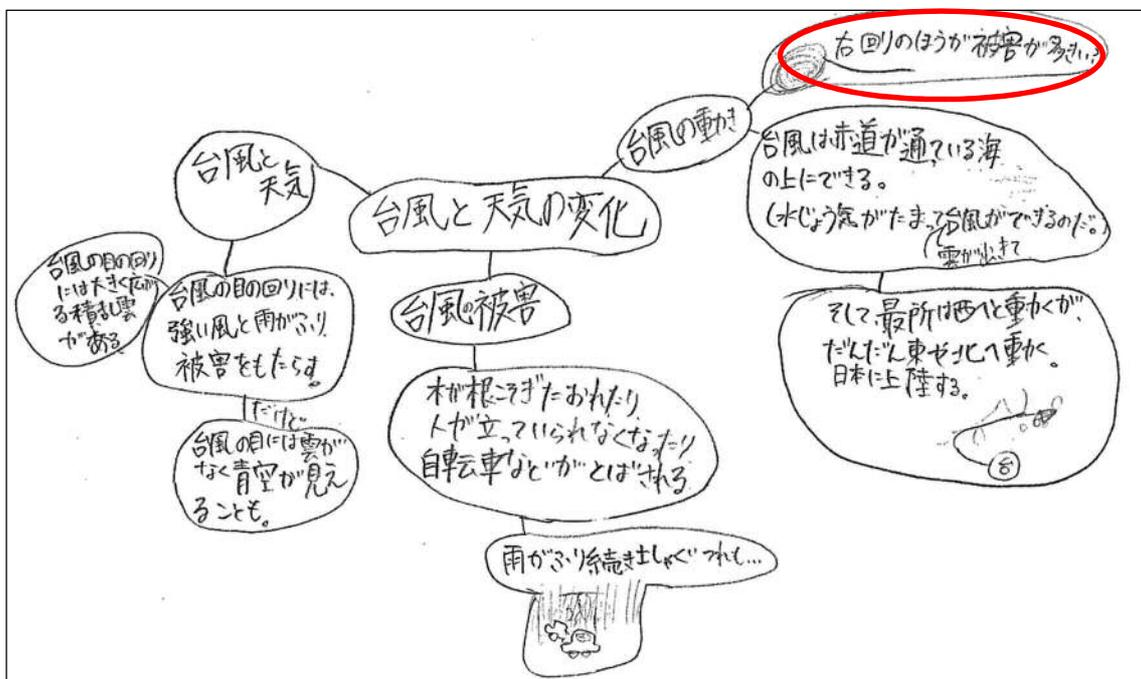 右回りのほうが被害が大きい?
台風の動き
台風は赤道が通ている海
の上にできる。
(水じょう気がたまって台風ができるのだ。)
雲が出きて
そして、最所は西へと動くが、
だんだん東や北へ動く。
日本に上陸する。
台風と天気の変化
台風と
天気
台風の目の回りには、
強い風と雨がふり、
被害をもたらす。
台風の目の回り
には大きく広がる
る積乱雲
がある
だけど
台風の目には雲が
なく青空が見え
ることも。
台風の被害
木が根こそぎたおれたり
人が立っていられなくなったり
自転車などがとばされる
雨がふり続き土しゃくずれも…